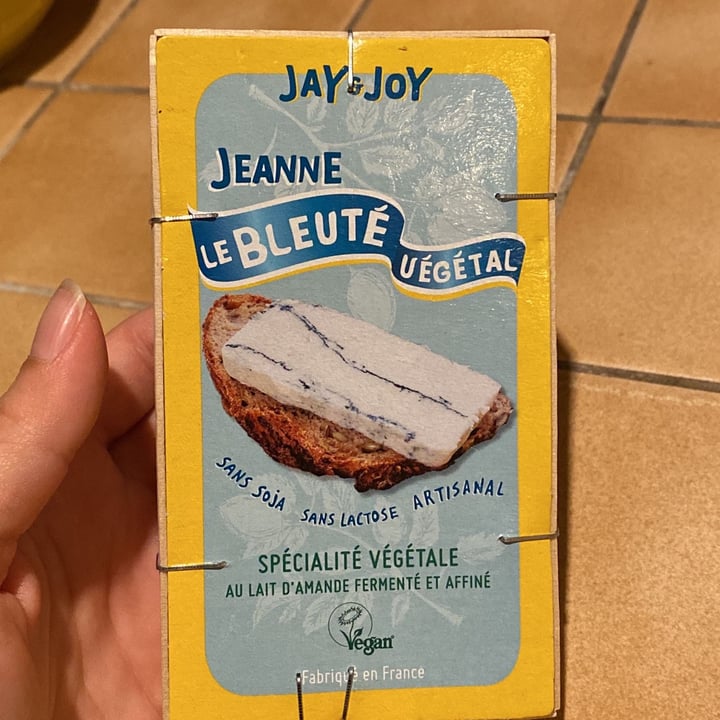 JAY & JOY
JEANNE
LE BLEUTÉ
VÉGÉTAL
SANS SOJA
SANS LACTOSE
ARTISANAL
SPÉCIALITÉ VÉGÉTALE
AU LAIT D'AMANDE FERMENTÉ ET AFFINÉ
Vegan
Fabriqué en France